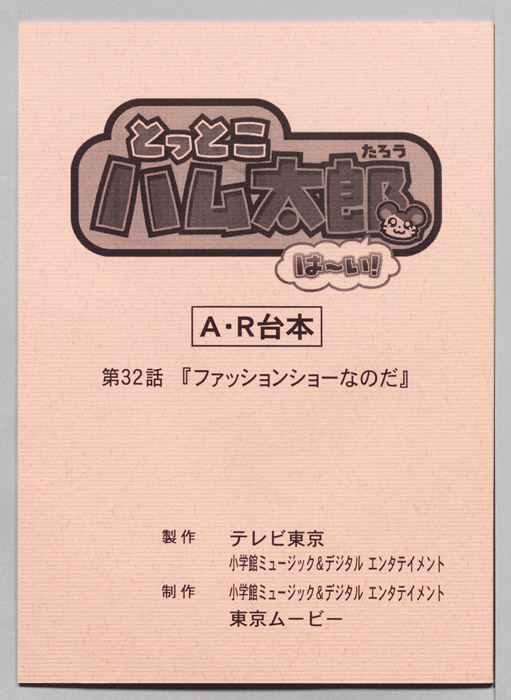 とっとこ
たろう
ハム太郎
は～い!
A・R台本
第32話 『ファッションショーなのだ』
製作 テレビ東京
小学館ミュージック&デジタル エンタテイメント
制作 小学館ミュージック&デジタル エンタテイメント
東京ムービー